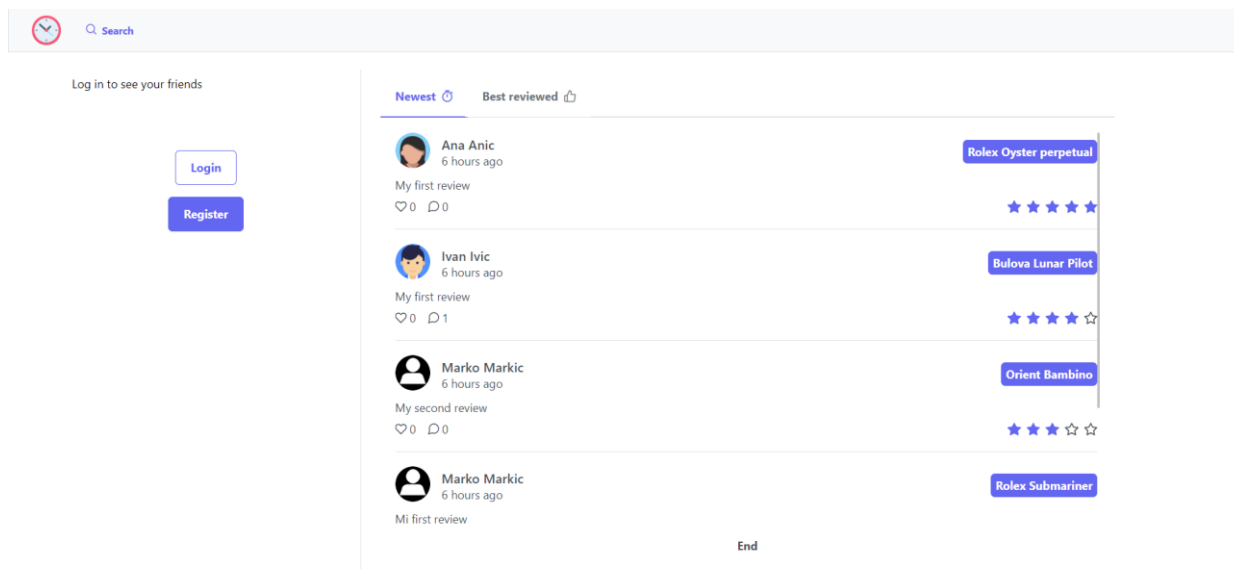 Search
Log in to see your friends
Login
Register
Newest
Best reviewed
Ana Anic
6 hours ago
Rolex Oyster perpetual
My first review
0
0
Ivan Ivic
6 hours ago
Bulova Lunar Pilot
My first review
0
1
Marko Markic
6 hours ago
Orient Bambino
My second review
0
0
Marko Markic
6 hours ago
Rolex Submariner
Mi first review
End